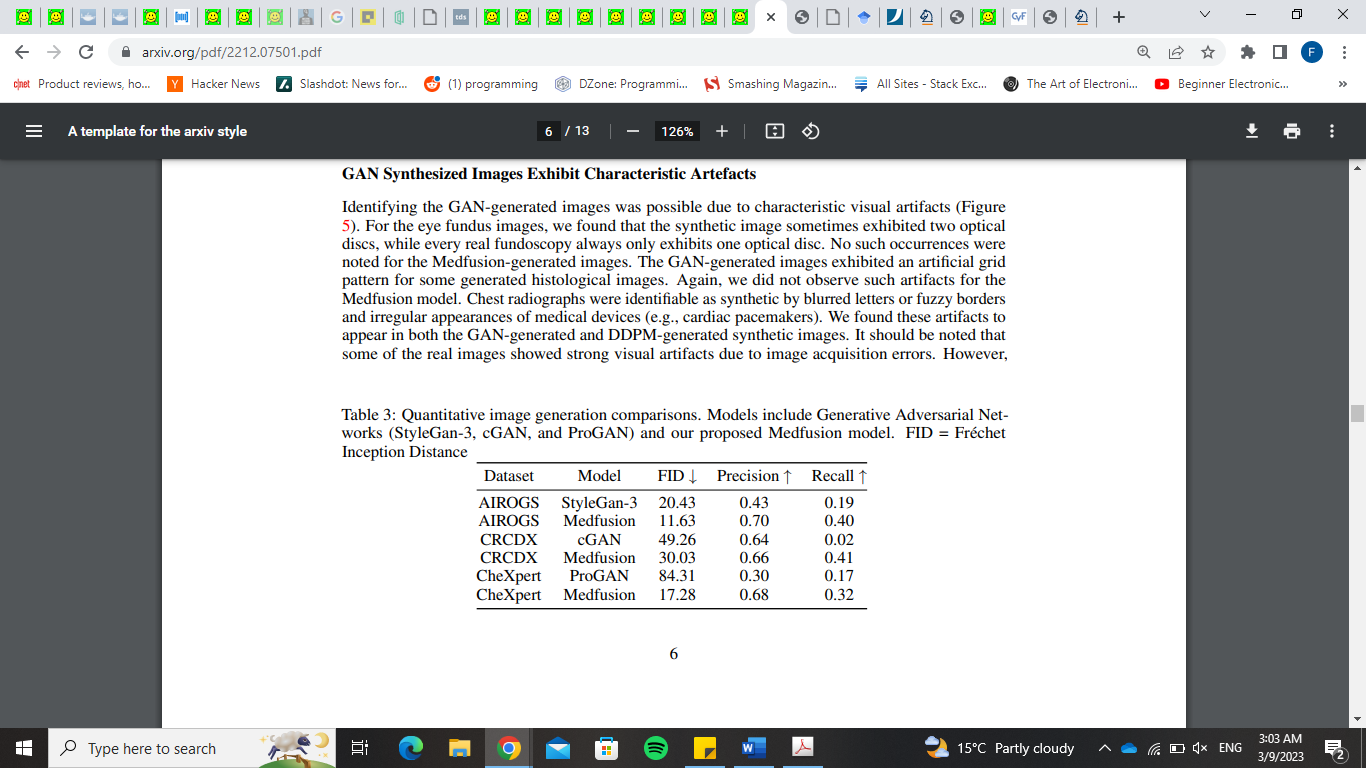 tds
G
CVF
F
arxiv.org/pdf/2212.07501.pdf
c|net Product reviews, ho...
Y Hacker News
Slashdot: News for...
(1) programming
DZone: Programmi...
Smashing Magazin...
All Sites - Stack Exc...
The Art of Electroni...
Beginner Electronic...
»
A template for the arxiv style
6 / 13
126%
GAN Synthesized Images Exhibit Characteristic Artefacts
Identifying the GAN-generated images was possible due to characteristic visual artifacts (Figure
5). For the eye fundus images, we found that the synthetic image sometimes exhibited two optical
discs, while every real fundoscopy always only exhibits one optical disc. No such occurrences were
noted for the Medfusion-generated images. The GAN-generated images exhibited an artificial grid
pattern for some generated histological images. Again, we did not observe such artifacts for the
Medfusion model. Chest radiographs were identifiable as synthetic by blurred letters or fuzzy borders
and irregular appearances of medical devices (e.g., cardiac pacemakers). We found these artifacts to
appear in both the GAN-generated and DDPM-generated synthetic images. It should be noted that
some of the real images showed strong visual artifacts due to image acquisition errors. However,
Table 3: Quantitative image generation comparisons. Models include Generative Adversarial Net-
works (StyleGan-3, cGAN, and ProGAN) and our proposed Medfusion model. FID = Fréchet
Inception Distance
Dataset Model FID ↓ Precision ↑ Recall ↑
AIROGS StyleGan-3 20.43 0.43 0.19
AIROGS Medfusion 11.63 0.70 0.40
CRCDX cGAN 49.26 0.64 0.02
CRCDX Medfusion 30.03 0.66 0.41
CheXpert ProGAN 84.31 0.30 0.17
CheXpert Medfusion 17.28 0.68 0.32
6
Type here to search
15°C Partly cloudy
ENG
3:03 AM
3/9/2023
2